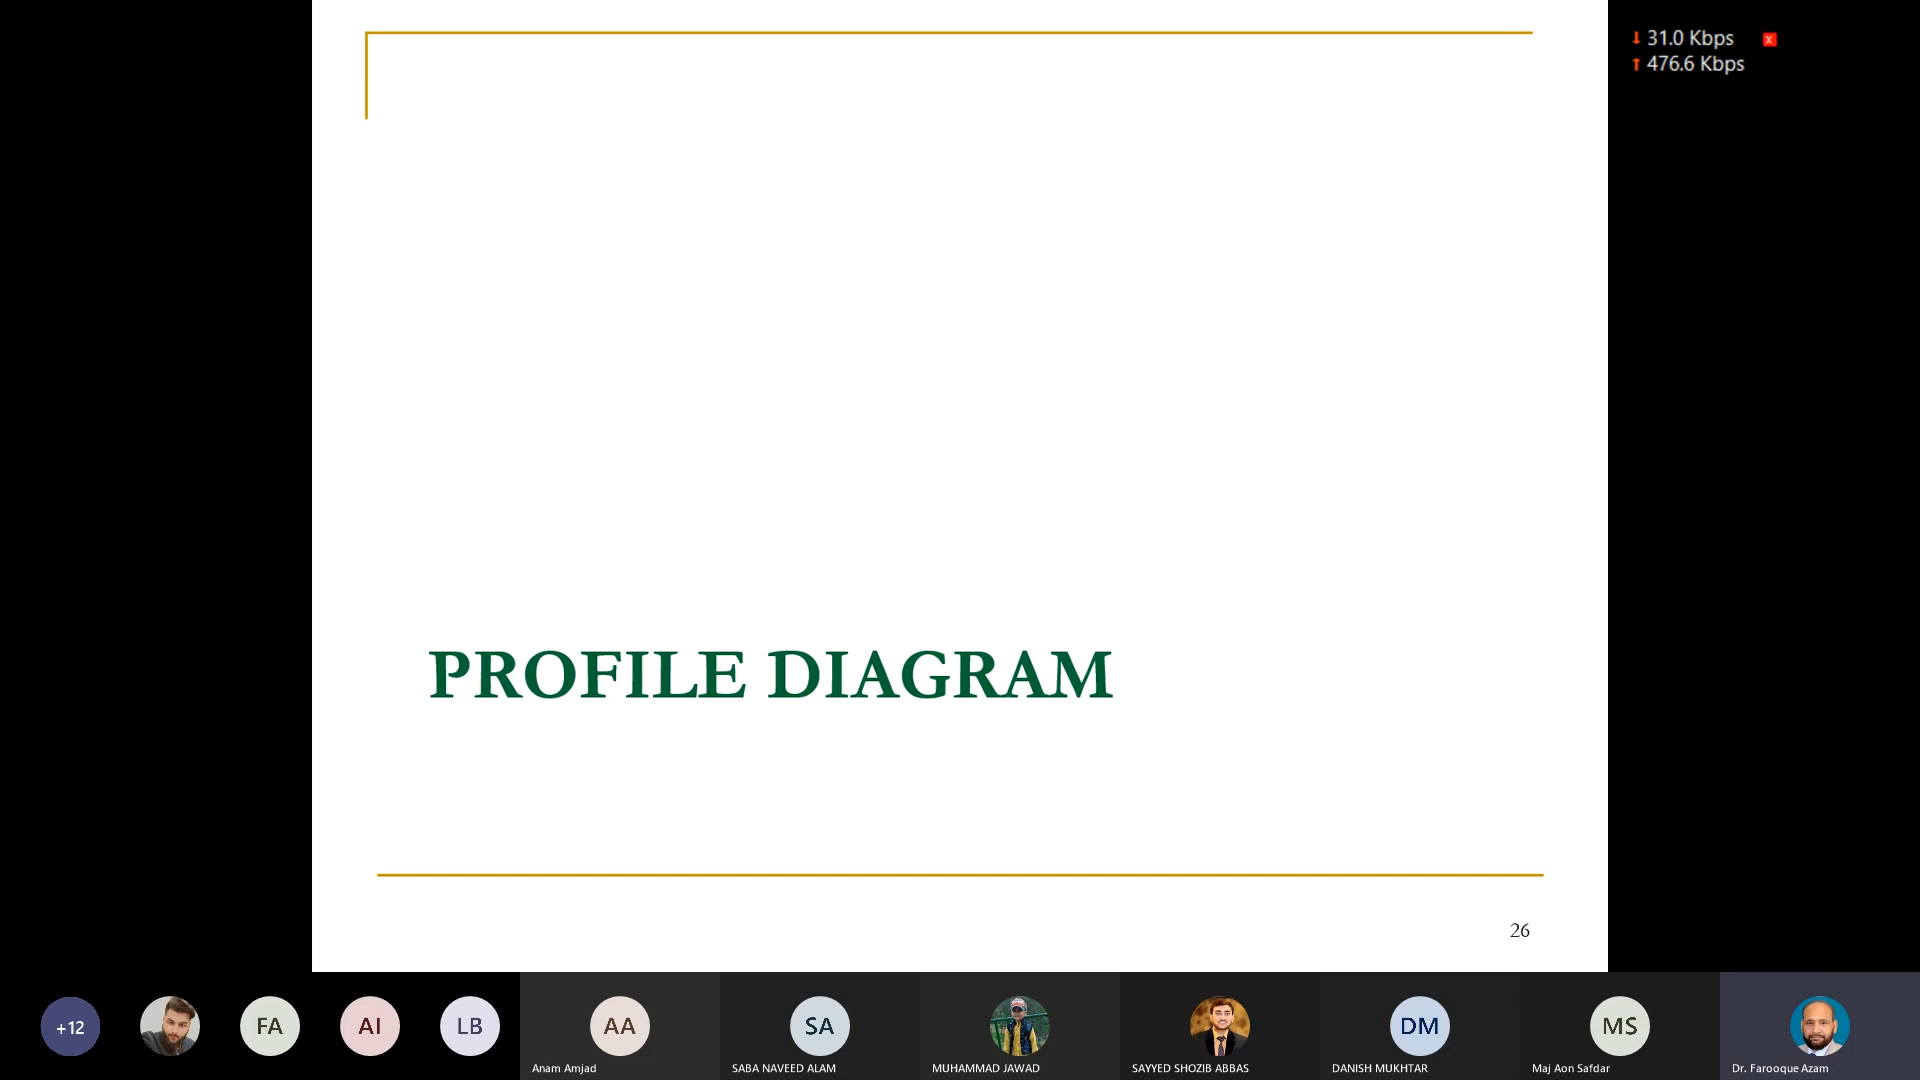 31.0 Kbps
x
476.6 Kbps
PROFILE DIAGRAM
26
+12
FA
AI
LB
AA
SA
DM
MS
Anam Amjad
SABA NAVEED ALAM
MUHAMMAD JAWAD
SAYYED SHOZIB ABBAS
DANISH MUKHTAR
Maj Aon Safdar
Dr. Farooque Azam